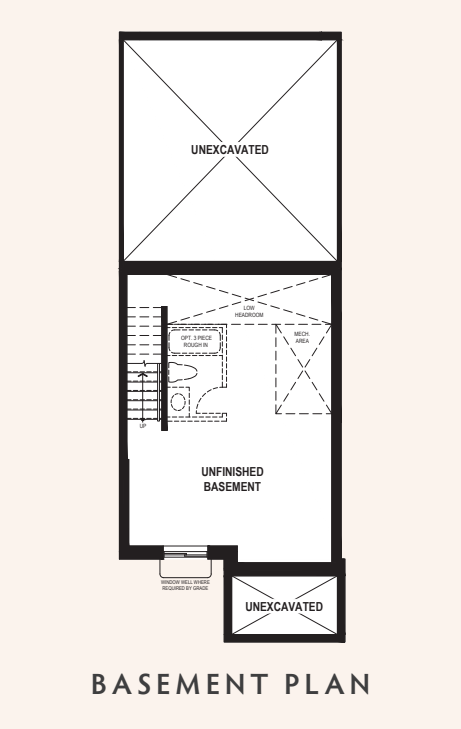 UNEXCAVATED
LOW
HEADROOM
OPT. 3 PIECE
ROUGH IN
MECH.
AREA
UP
UNFINISHED
BASEMENT
WINDOW WELL WHERE
REQUIRED BY GRADE
UNEXCAVATED
BASEMENT PLAN